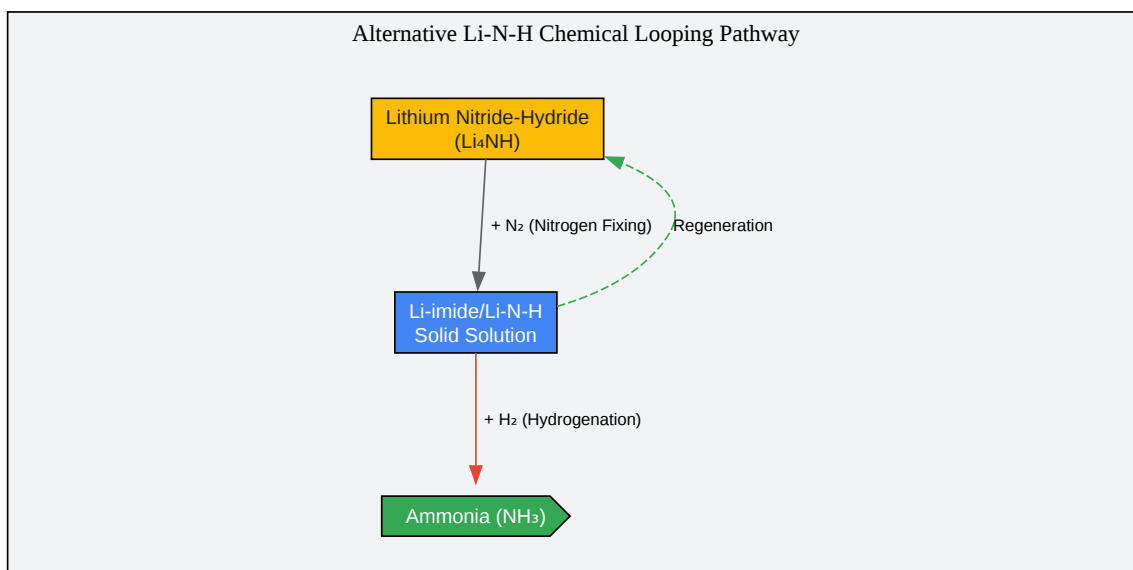 Alternative Li-N-H Chemical Looping Pathway
Lithium Nitride-Hydride
(Li₄NH)
+ N₂ (Nitrogen Fixing)
Regeneration
Li-imide/Li-N-H
Solid Solution
+ H₂ (Hydrogenation)
Ammonia (NH₃)